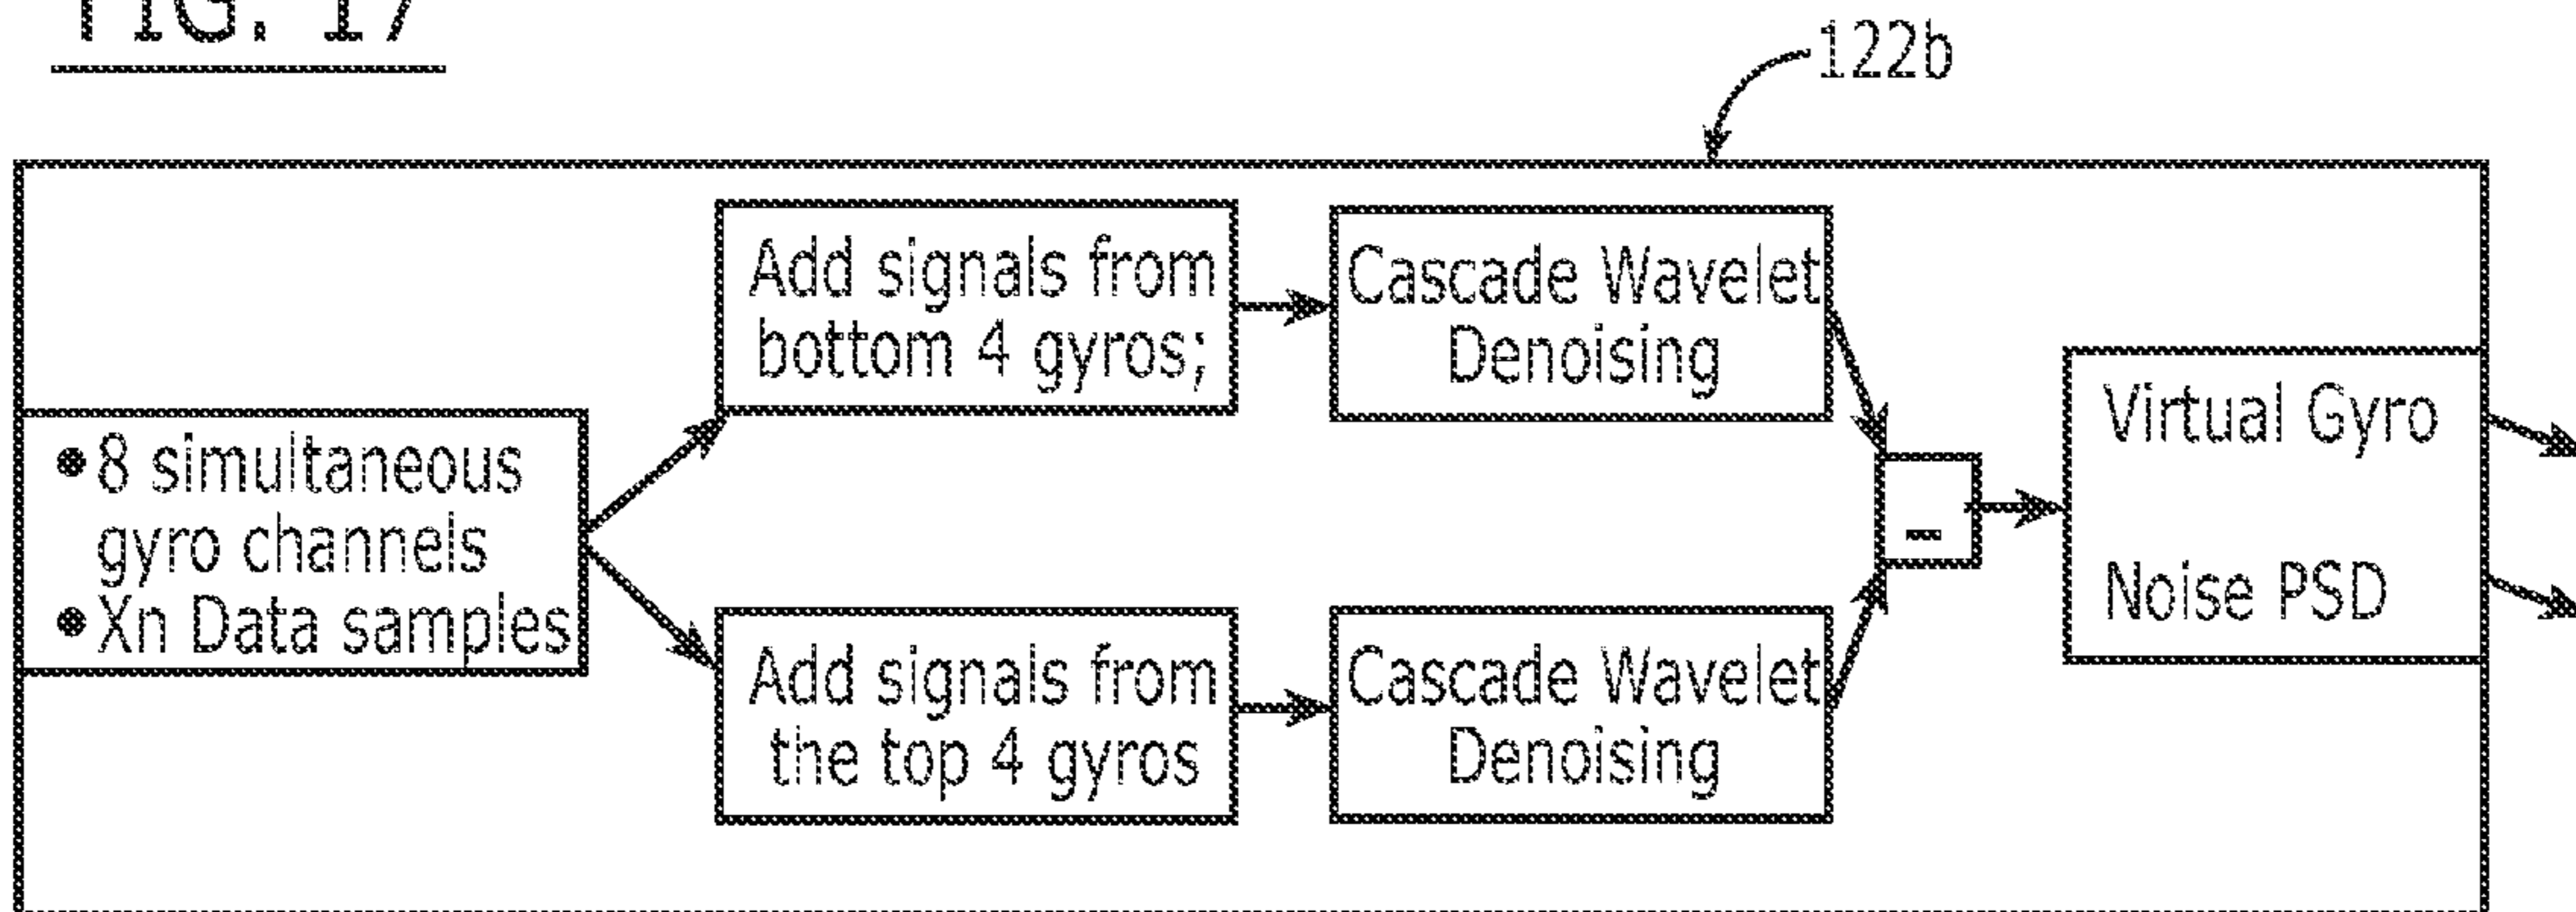 FIG. 17
122b
Add signals from
bottom 4 gyros;
Cascade Wavelet
Denoising
•8 simultaneous
gyro channels
•Xn Data samples
-
Virtual Gyro
Noise PSD
Add signals from
the top 4 gyros
Cascade Wavelet
Denoising